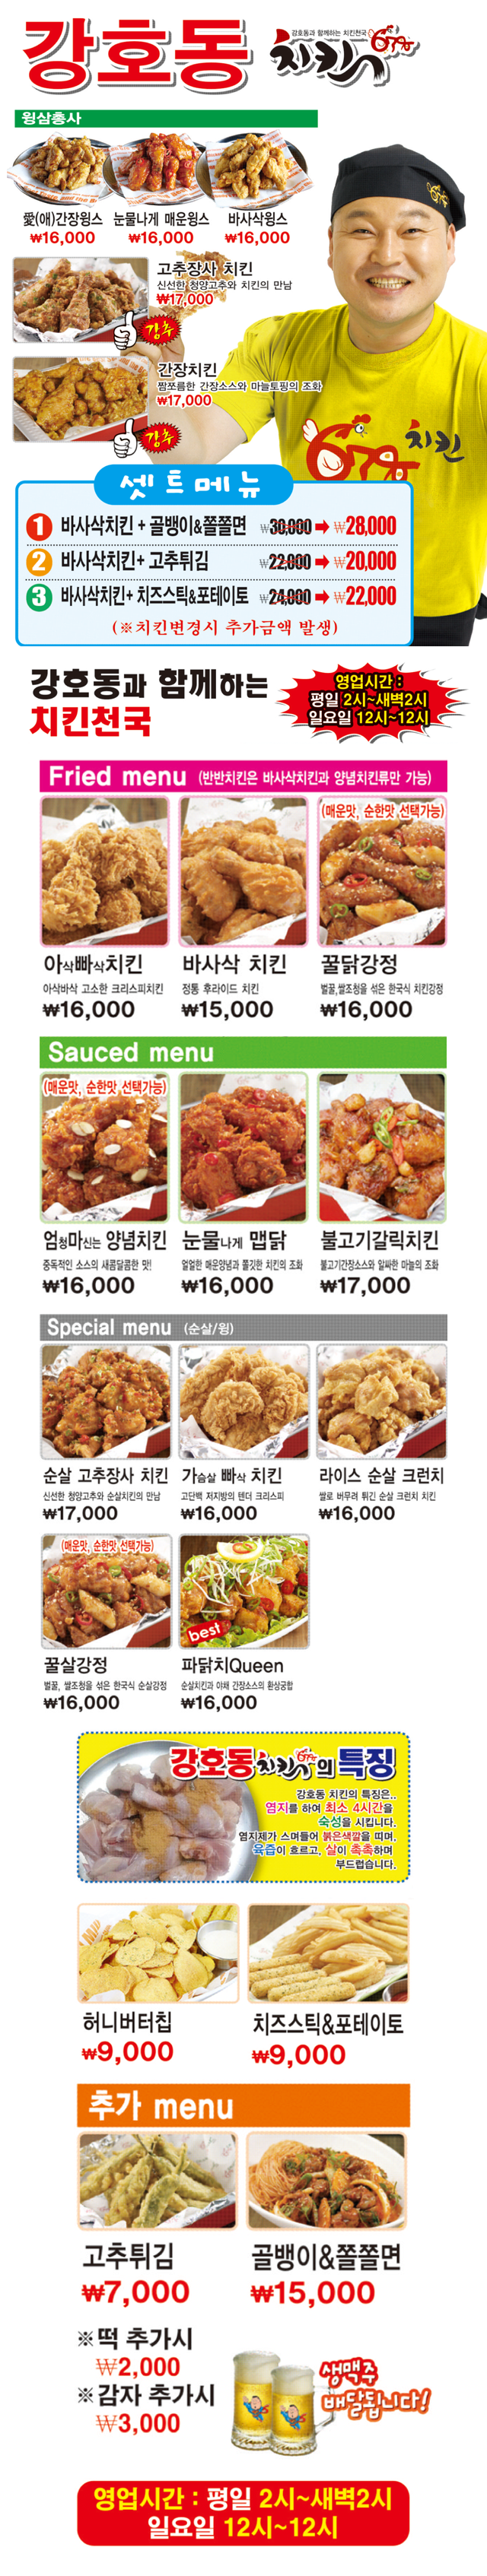 강호동
강호동과 함께하는 치킨천국
치킨 678
윙삼총사
愛(애)간장윙스 눈물나게 매운윙스 바사삭윙스
₩16,000 ₩16,000 ₩16,000
고추장사 치킨
신선한 청양고추와 치킨의 만남
₩17,000
강추
간장치킨
짭쪼름한 간장소스와 마늘토핑의 조화
₩17,000
강추
678 치킨
셋트메뉴
1 바사삭치킨 + 골뱅이&쫄쫄면 ₩30,000 ➡ ₩28,000
2 바사삭치킨+ 고추튀김 ₩22,000 ➡ ₩20,000
3 바사삭치킨+ 치즈스틱&포테이토 ₩24,000 ➡ ₩22,000
(※치킨변경시 추가금액 발생)
강호동과 함께하는
치킨천국
영업시간 :
평일 2시~새벽2시
일요일 12시~12시
Fried menu (반반치킨은 바사삭치킨과 양념치킨류만 가능)
(매운맛, 순한맛 선택가능)
아삭빠삭치킨 바사삭 치킨 꿀닭강정
아삭바삭 고소한 크리스피치킨 정통 후라이드 치킨 벌꿀,쌀조청을 섞은 한국식 치킨강정
₩16,000 ₩15,000 ₩16,000
Sauced menu
(매운맛, 순한맛 선택가능)
엄청마신는 양념치킨 눈물나게 맵닭 불고기갈릭치킨
중독적인 소스의 새콤달콤한 맛! 얼얼한 매운양념과 쫄깃한 치킨의 조화 불고기간장소스와 알싸한 마늘의 조화
₩16,000 ₩16,000 ₩17,000
Special menu (순살/윙)
순살 고추장사 치킨 가슴살 빠삭 치킨 라이스 순살 크런치
신선한 청양고추와 순살치킨의 만남 고단백 저지방의 텐더 크리스피 쌀로 버무려 튀긴 순살 크런치 치킨
₩17,000 ₩16,000 ₩16,000
(매운맛, 순한맛 선택가능)
best
꿀살강정 파닭치Queen
벌꿀, 쌀조청을 섞은 한국식 순살강정 순살치킨과 야채 간장소스의 환상궁합
₩16,000 ₩16,000
강호동치킨678의 특징
강호동 치킨의 특징은..
염지를 하여 최소 4시간을
숙성을 시킵니다.
염지제가 스며들어 붉은색깔을 띠며,
육즙이 흐르고, 살이 촉촉하며
부드럽습니다.
허니버터칩 치즈스틱&포테이토
₩9,000 ₩9,000
추가 menu
고추튀김 골뱅이&쫄쫄면
₩7,000 ₩15,000
※떡 추가시
₩2,000
※감자 추가시
₩3,000
생맥주
배달됩니다!
영업시간 : 평일 2시~새벽2시
일요일 12시~12시